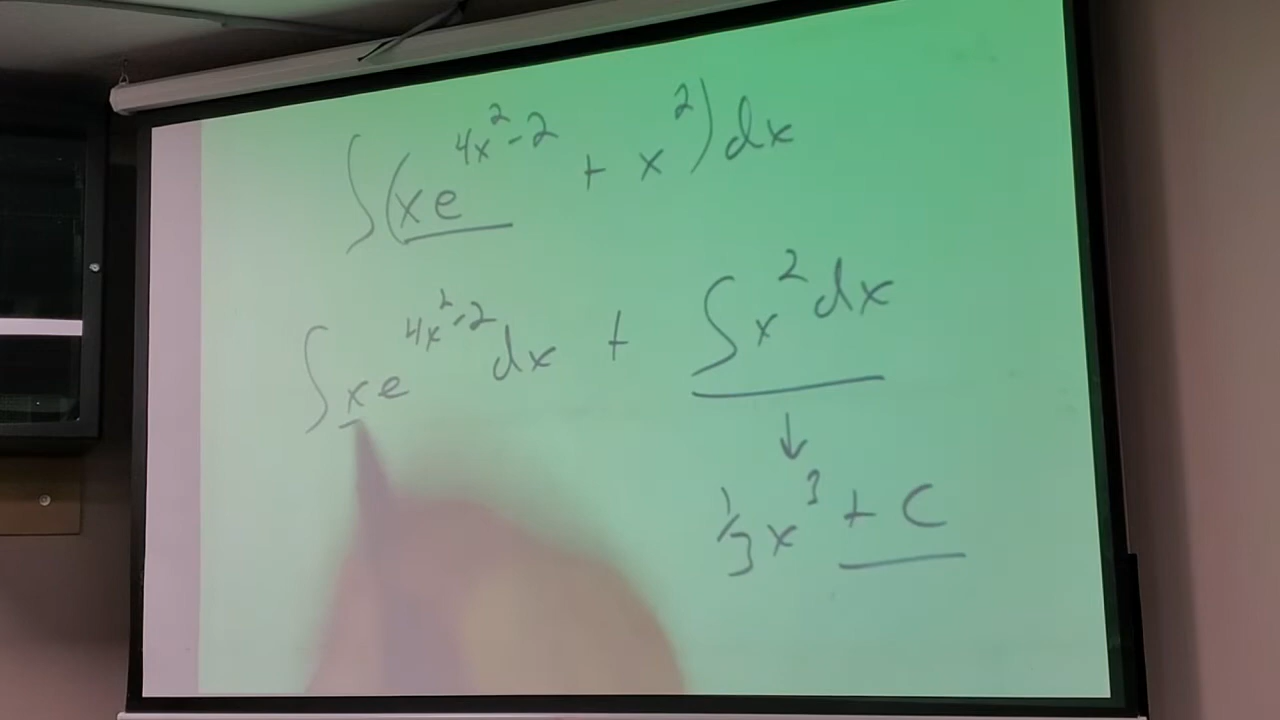 ∫(xe^{4x²-2} + x²)dx
∫xe^{4x²-2}dx + ∫x²dx
↓
⅓x³ + C